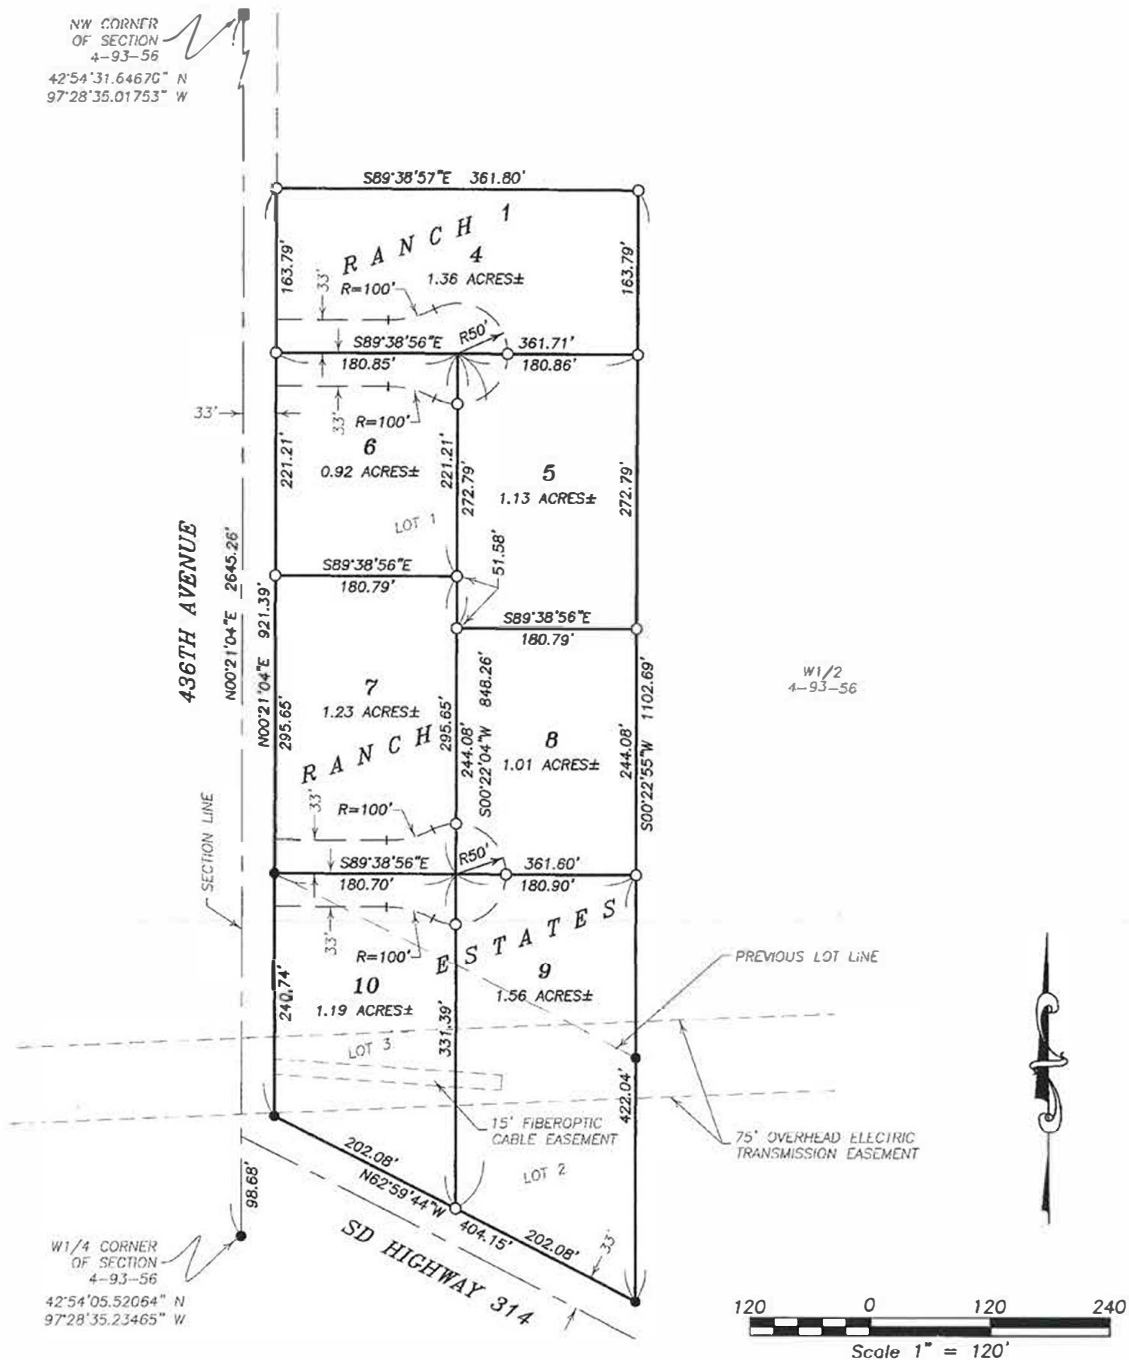 NW CORNER
OF SECTION
4-93-56
42°54'31.64670" N
97°28'35.01753" W
S89°38'57"E 361.80'
RANCH 1
4
1.36 ACRES±
163.79'
163.79'
33'
R=100'
R50'
S89°38'56"E
361.71'
180.85'
180.86'
33'
33'
R=100'
6
0.92 ACRES±
221.21'
221.21'
272.79'
5
1.13 ACRES±
272.79'
LOT 1
436TH AVENUE
N00°21'04"E 2645.26'
N00°21'04"E 921.39'
S89°38'56"E
180.79'
51.58'
S89°38'56"E
180.79'
W1/2
4-93-56
7
1.23 ACRES±
295.65'
295.65'
RANCH
244.08'
S00°22'04"W 848.26'
8
1.01 ACRES±
244.08'
S00°22'55"W 1102.69'
SECTION LINE
33'
R=100'
R50'
S89°38'56"E
361.60'
180.70'
180.90'
33'
R=100'
ESTATES
PREVIOUS LOT LINE
10
1.19 ACRES±
240.74'
9
1.56 ACRES±
331.39'
LOT 3
422.04'
15' FIBEROPTIC
CABLE EASEMENT
75' OVERHEAD ELECTRIC
TRANSMISSION EASEMENT
LOT 2
202.08'
N62°59'44"W
404.15'
202.08'
33'
98.68'
SD HIGHWAY 314
W1/4 CORNER
OF SECTION
4-93-56
42°54'05.52064" N
97°28'35.23465" W
120 0 120 240
Scale 1" = 120'